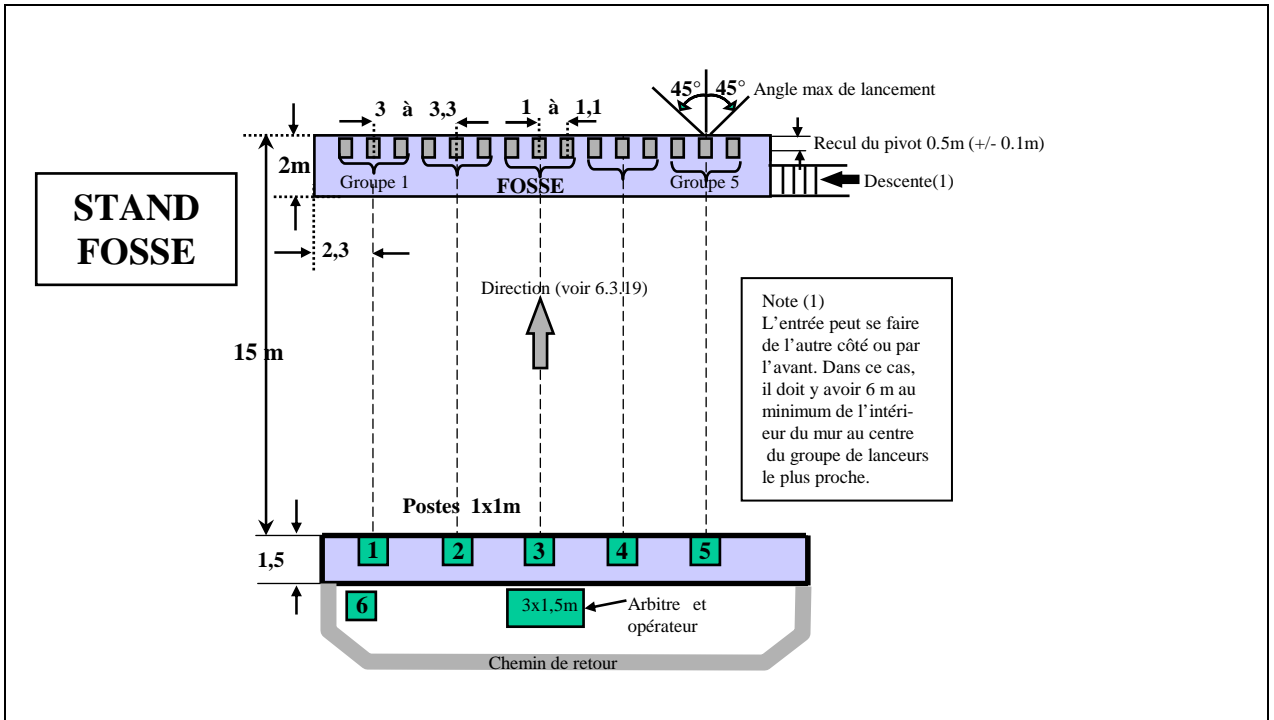 45° 45°
Angle max de lancement
3 à 3,3
1 à 1,1
Recul du pivot 0.5m (+/- 0.1m)
2m
Groupe 1
FOSSE
Groupe 5
Descente(1)
STAND
FOSSE
2,3
Direction (voir 6.3.19)
Note (1)
L'entrée peut se faire
de l'autre côté ou par
l'avant. Dans ce cas,
il doit y avoir 6 m au
minimum de l'intéri-
eur du mur au centre
du groupe de lanceurs
le plus proche.
15 m
Postes 1x1m
1,5
1
2
3
4
5
6
3x1,5m
Arbitre et
opérateur
Chemin de retour